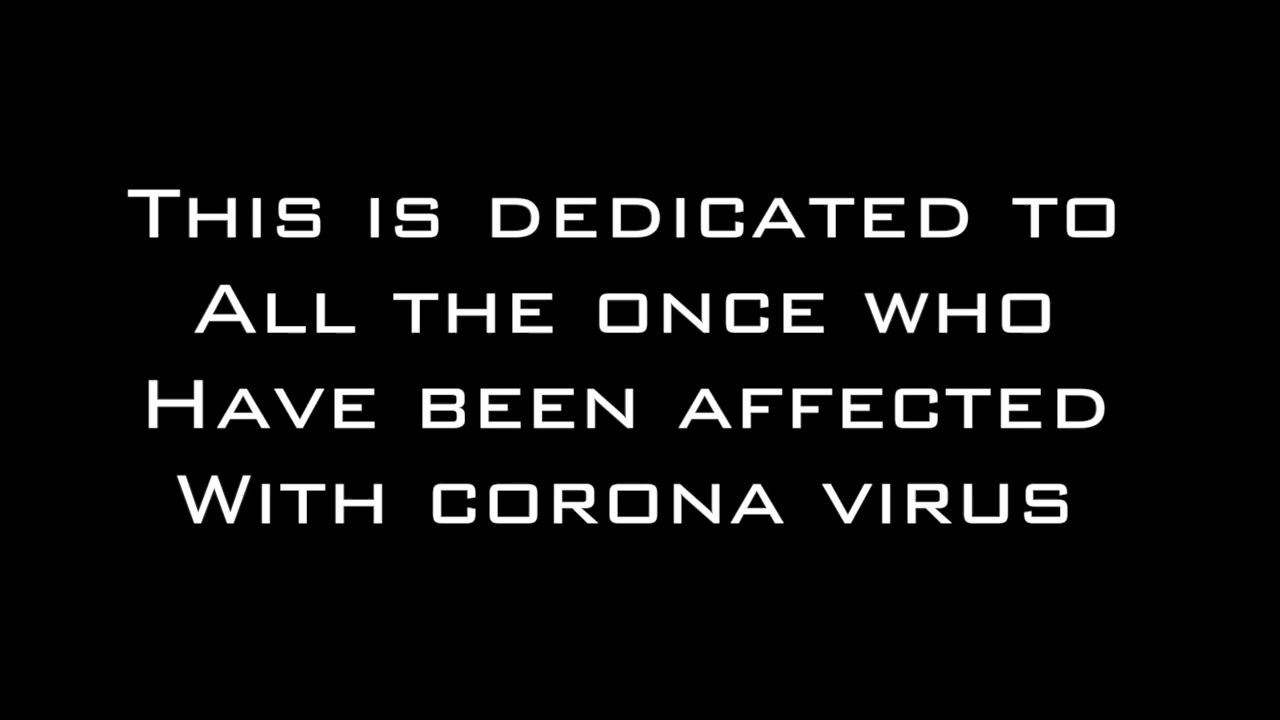 This is dedicated to
All the once who
Have been affected
With corona virus